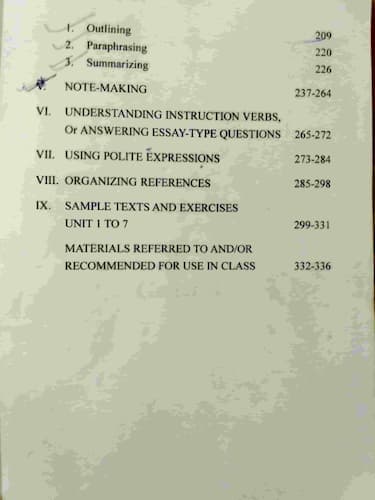 1. Outlining 209
2. Paraphrasing 220
3. Summarizing 226
V. NOTE-MAKING 237-264
VI. UNDERSTANDING INSTRUCTION VERBS,
Or ANSWERING ESSAY-TYPE QUESTIONS 265-272
VII. USING POLITE EXPRESSIONS 273-284
VIII. ORGANIZING REFERENCES 285-298
IX. SAMPLE TEXTS AND EXERCISES
UNIT 1 TO 7 299-331
MATERIALS REFERRED TO AND/OR
RECOMMENDED FOR USE IN CLASS 332-336